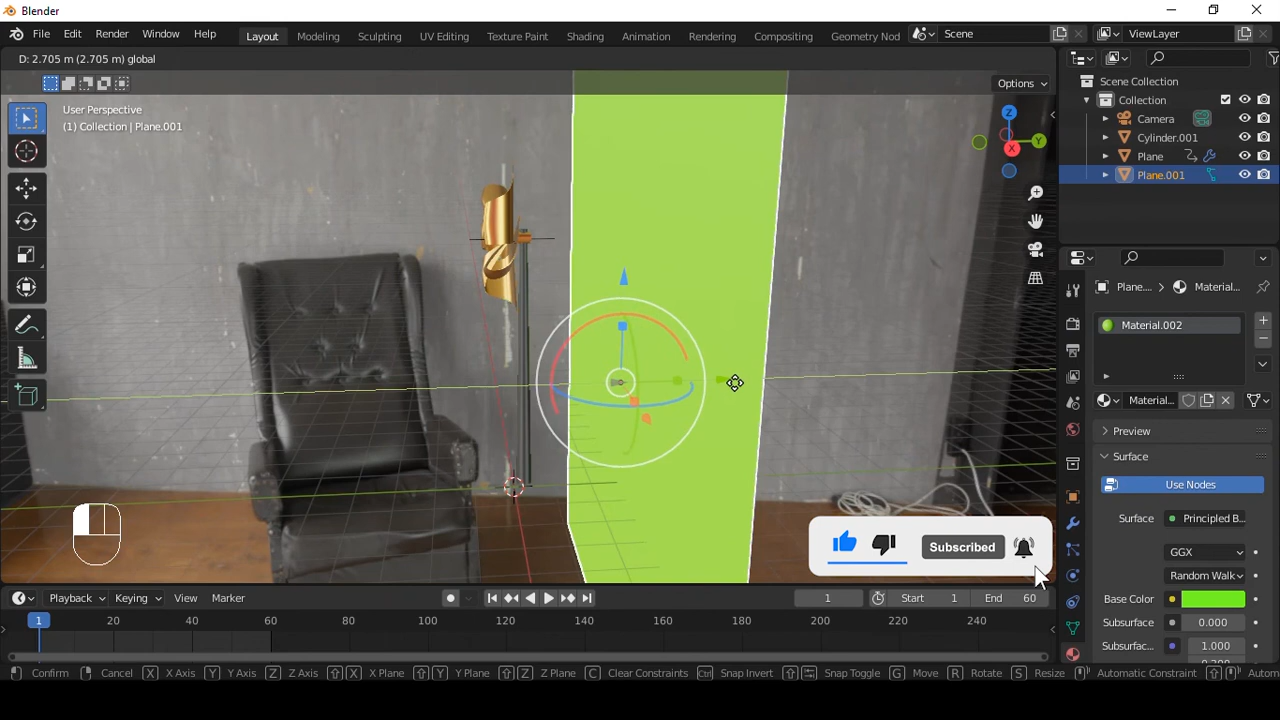 Blender
File Edit Render Window Help Layout Modeling Sculpting UV Editing Texture Paint Shading Animation Rendering Compositing Geometry Nod Scene ViewLayer
D: 2.705 m (2.705 m) global
Options
User Perspective
(1) Collection | Plane.001
Z
Y
X
Scene Collection
Collection
Camera
Cylinder.001
Plane
Plane.001
Plane.... Material...
Material.002
Material...
Preview
Surface
Use Nodes
Surface Principled B...
GGX
Random Walk
Base Color
Subsurface 0.000
Subsurfac... 1.000
Subscribed
Playback Keying View Marker 1 Start 1 End 60
1 20 40 60 80 100 120 140 160 180 200 220 240
Confirm Cancel X X Axis Y Y Axis Z Z Axis X X Plane Y Y Plane Z Z Plane C Clear Constraints Ctrl Snap Invert Snap Toggle G Move R Rotate S Resize Automatic Constraint Autom